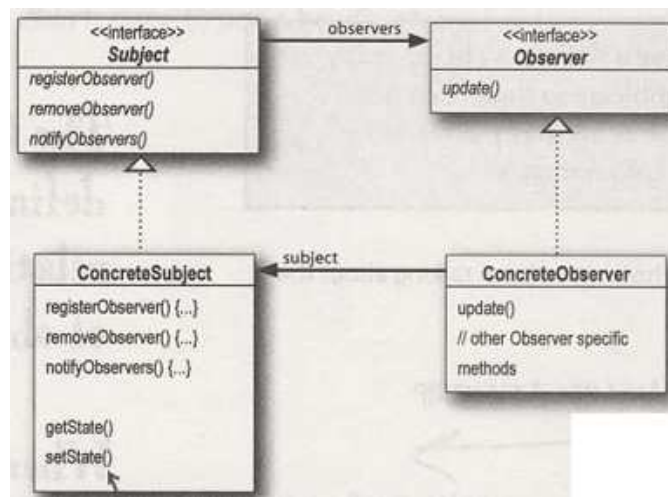 <<interface>>
Subject
registerObserver()
removeObserver()
notifyObservers()
observers
<<interface>>
Observer
update()
ConcreteSubject
registerObserver() {...}
removeObserver() {...}
notifyObservers() {...}
getState()
setState()
subject
ConcreteObserver
update()
// other Observer specific
methods